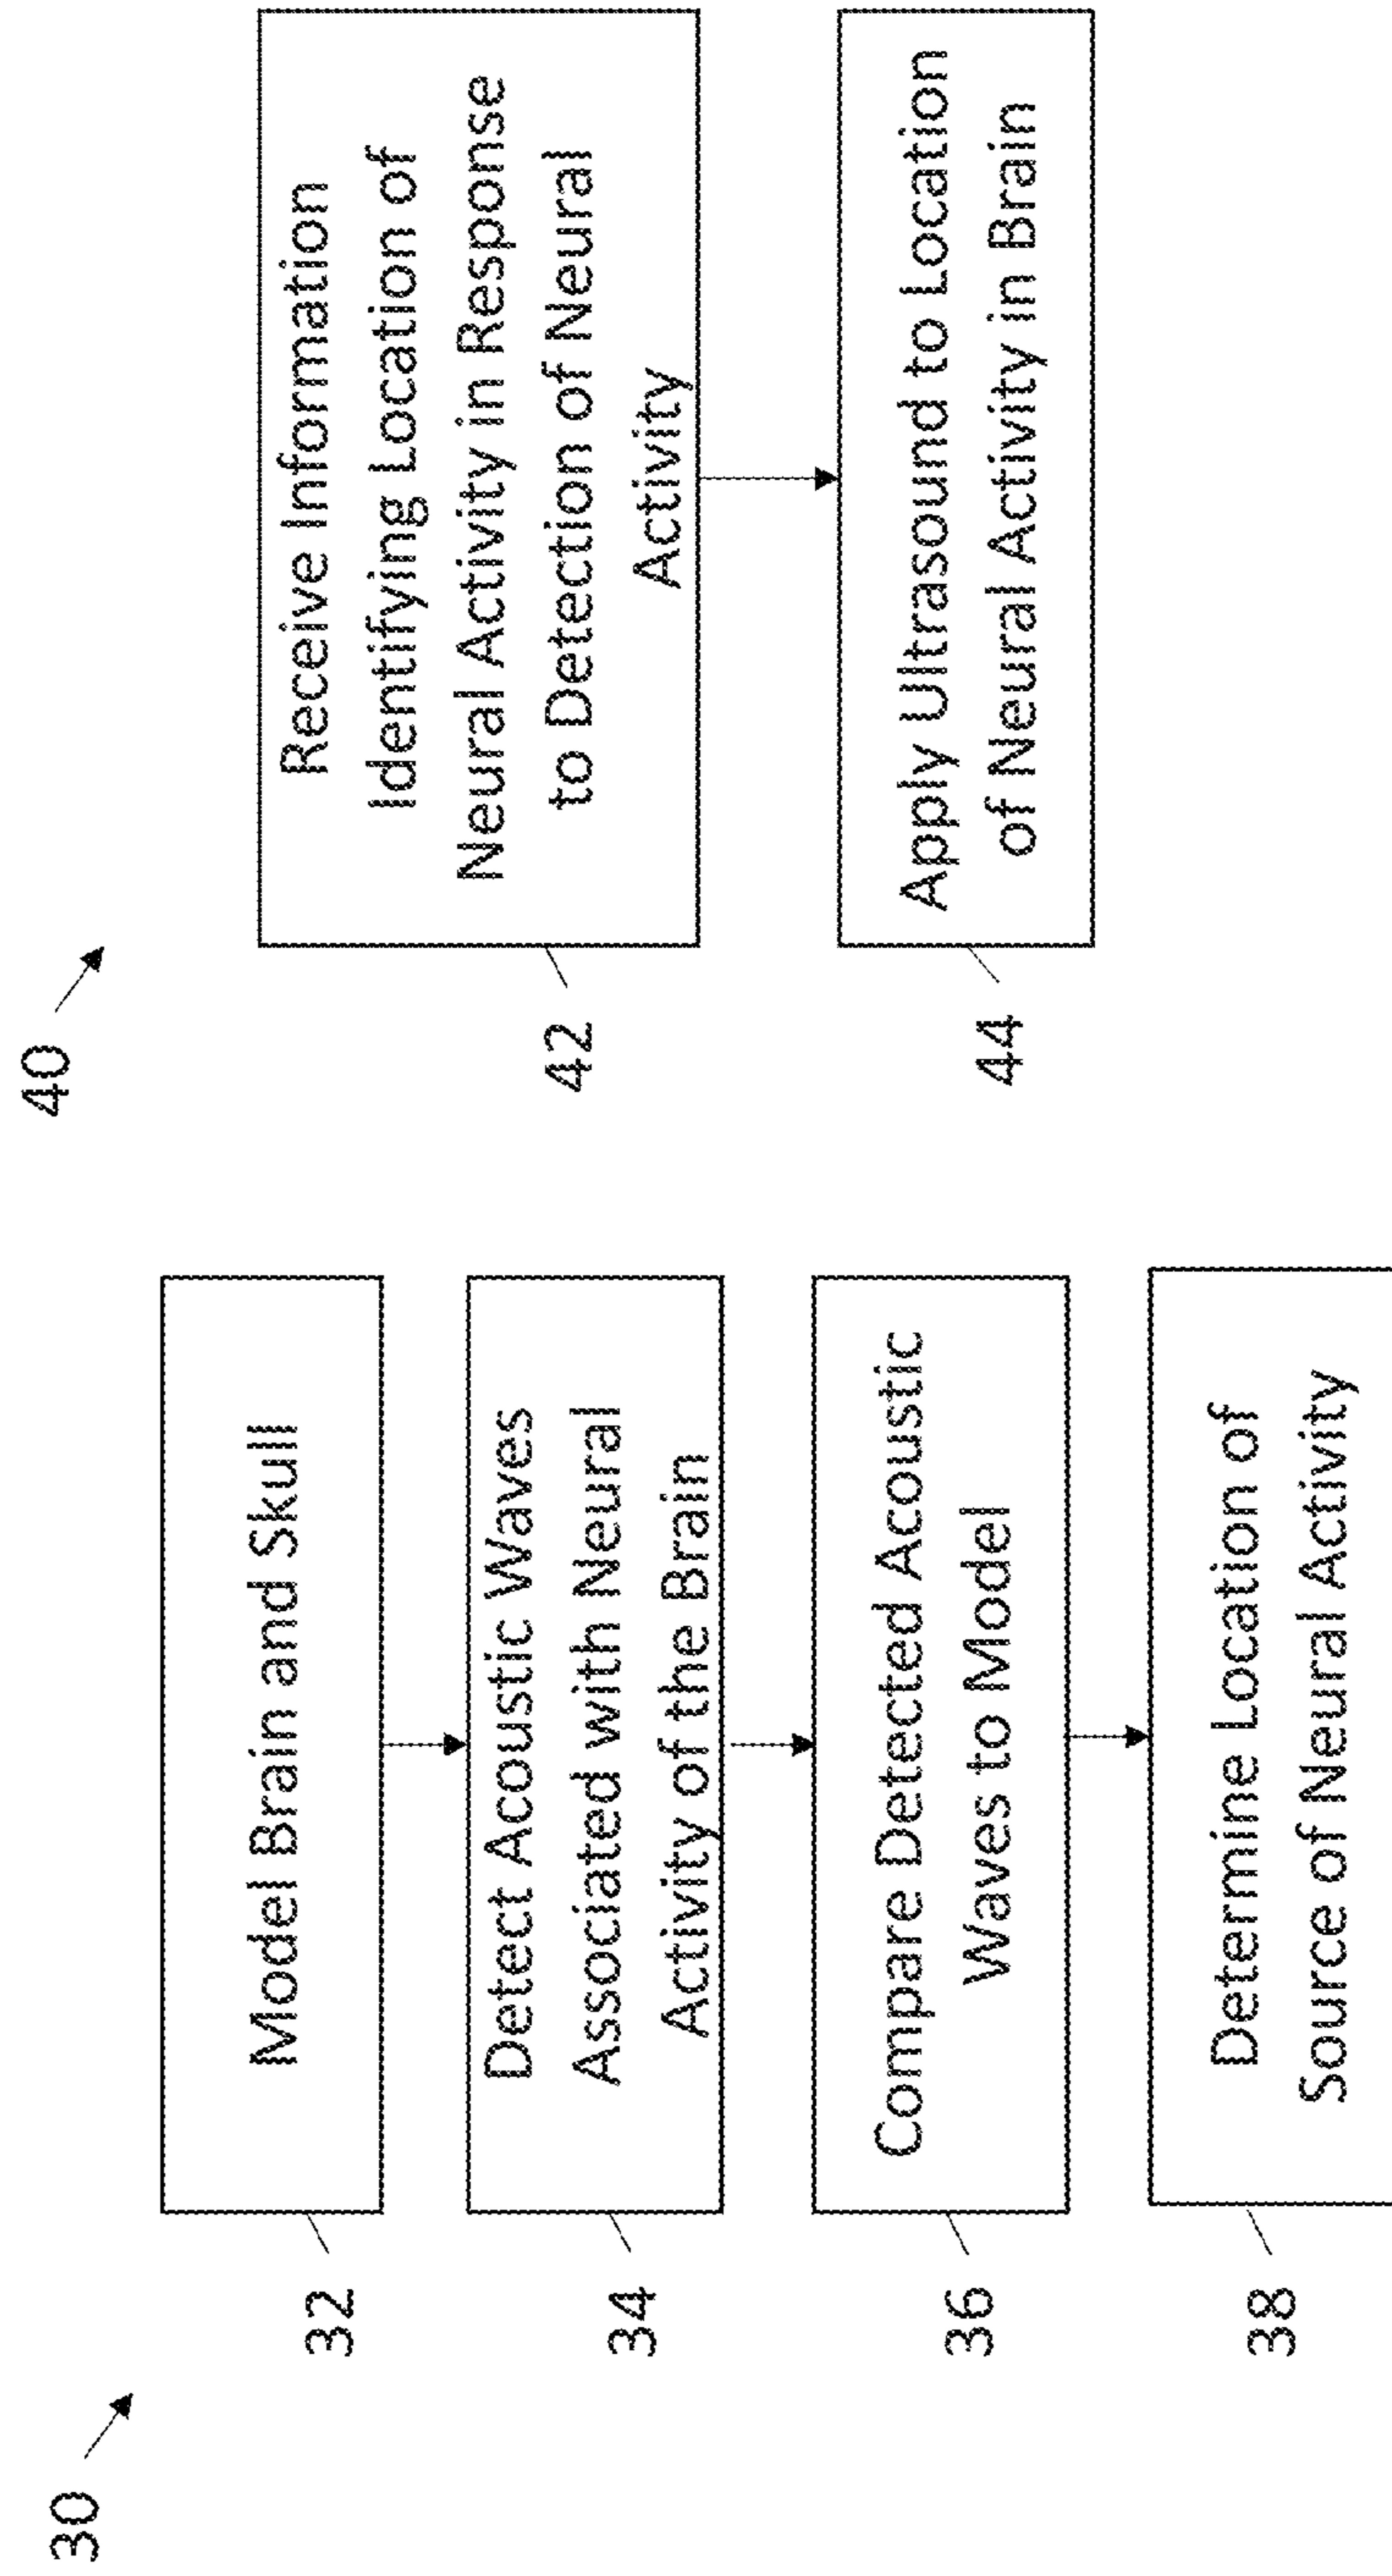 30
32
Model Brain and Skull
34
Detect Acoustic Waves
Associated with Neural
Activity of the Brain
36
Compare Detected Acoustic
Waves to Model
38
Determine Location of
Source of Neural Activity
40
42
Receive Information
Identifying Location of
Neural Activity in Response
to Detection of Neural
Activity
44
Apply Ultrasound to Location
of Neural Activity in Brain